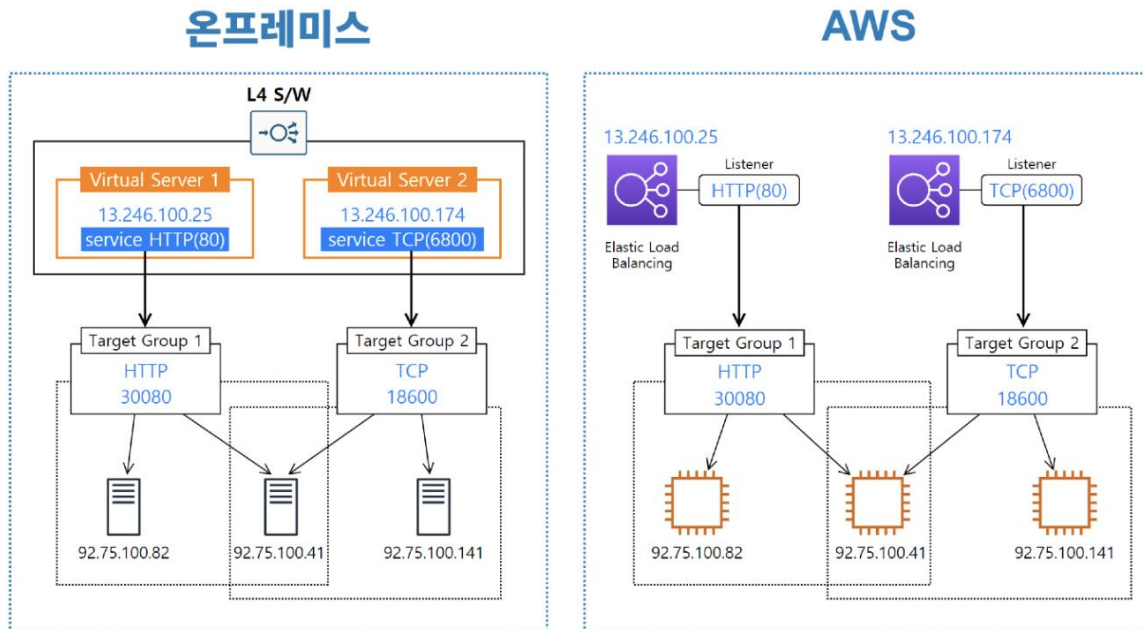 온프레미스
L4 S/W
Virtual Server 1
13.246.100.25
service HTTP(80)
Virtual Server 2
13.246.100.174
service TCP(6800)
Target Group 1
HTTP
30080
Target Group 2
TCP
18600
92.75.100.82
92.75.100.41
92.75.100.141
AWS
13.246.100.25
Listener
HTTP(80)
Elastic Load
Balancing
13.246.100.174
Listener
TCP(6800)
Elastic Load
Balancing
Target Group 1
HTTP
30080
Target Group 2
TCP
18600
92.75.100.82
92.75.100.41
92.75.100.141